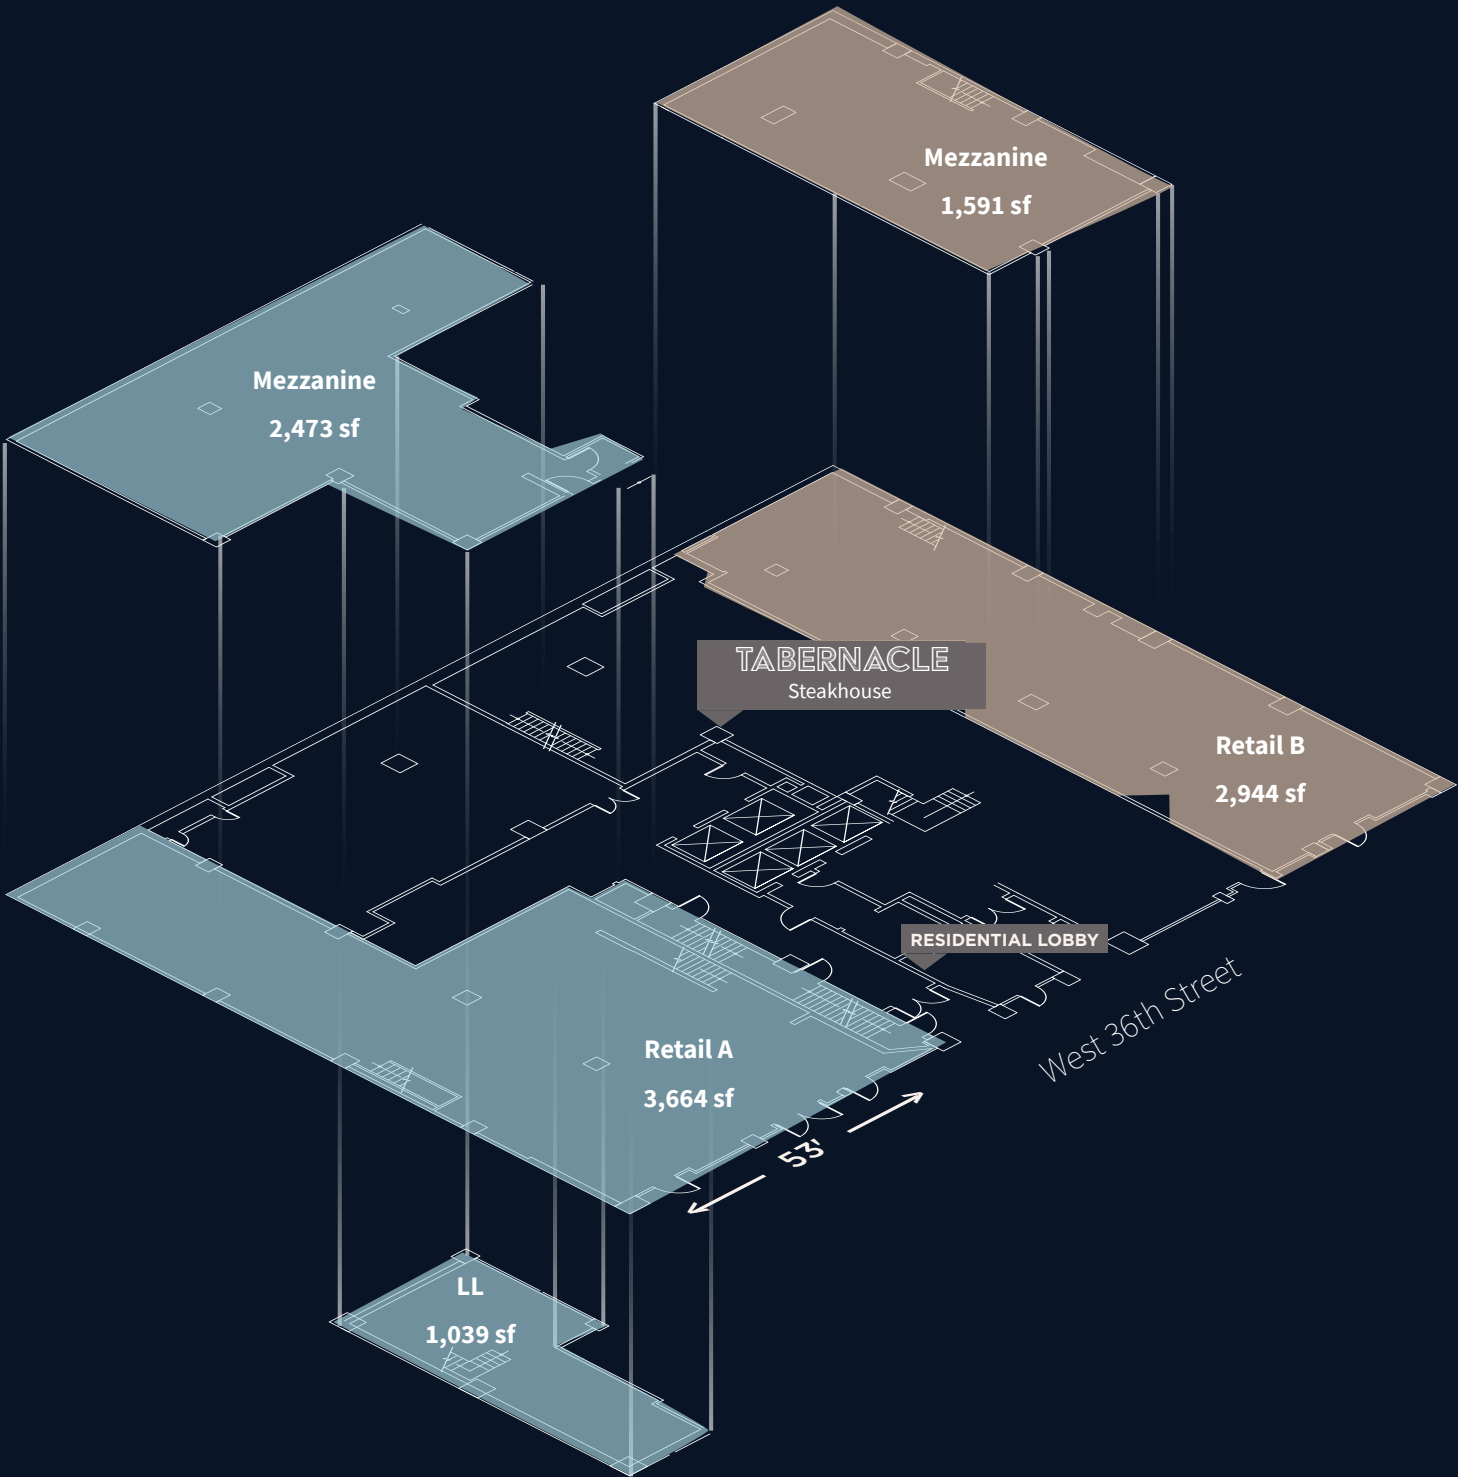 Mezzanine
1,591 sf
Mezzanine
2,473 sf
TABERNACLE
Steakhouse
Retail B
2,944 sf
RESIDENTIAL LOBBY
West 36th Street
Retail A
3,664 sf
53'
LL
1,039 sf